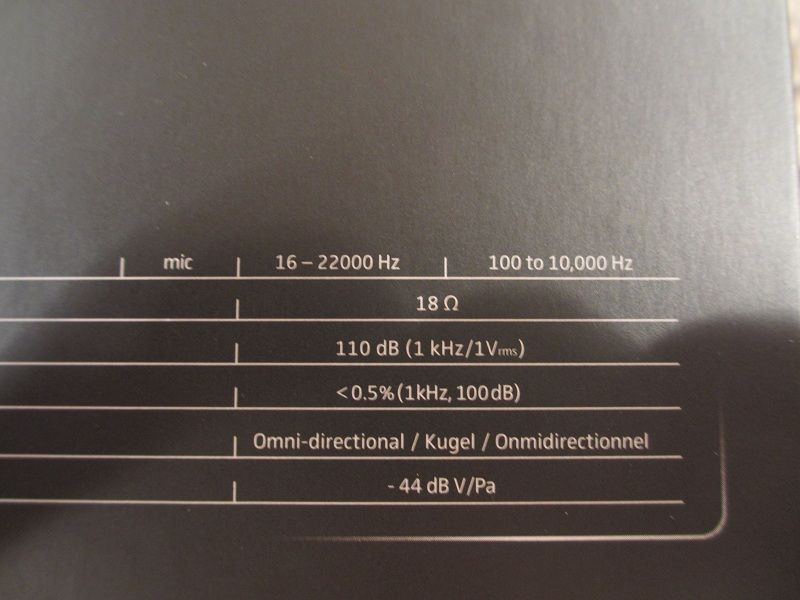 mic 16 – 22000 Hz 100 to 10,000 Hz
18 Ω
110 dB (1 kHz/1Vrms)
<0.5% (1kHz, 100dB)
Omni-directional / Kugel / Onmidirectionnel
- 44 dB V/Pa